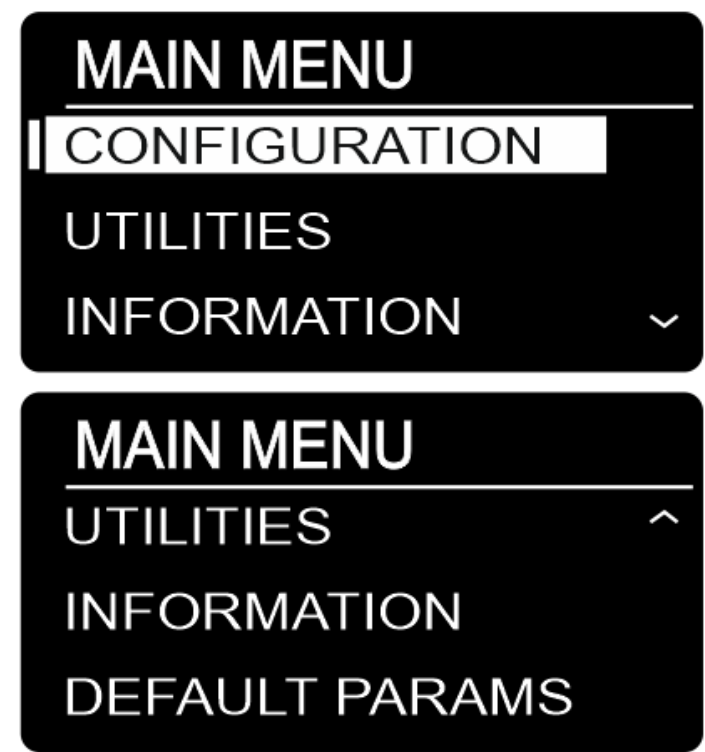 MAIN MENU
CONFIGURATION
UTILITIES
INFORMATION
MAIN MENU
UTILITIES
INFORMATION
DEFAULT PARAMS